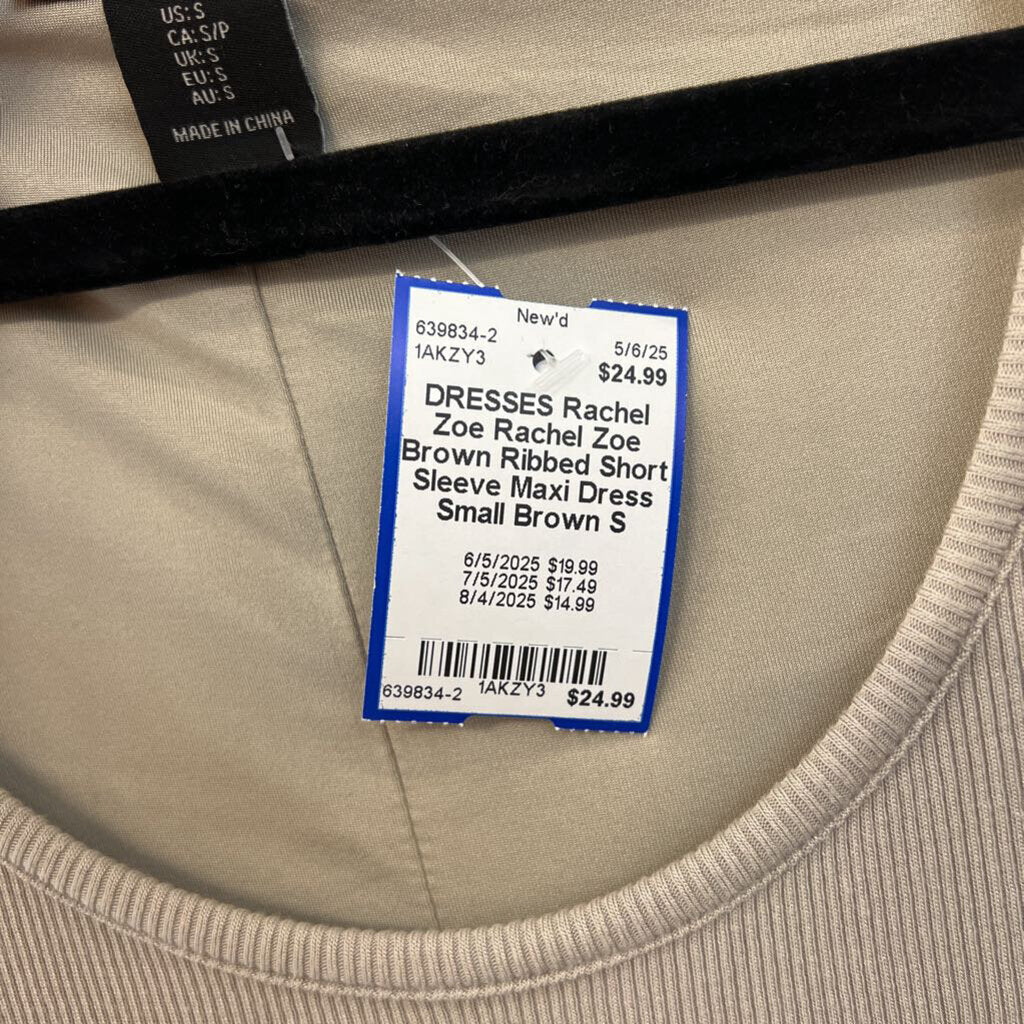 US: S
CA: S/P
UK: S
EU: S
AU: S
MADE IN CHINA
New'd
639834-2
1AKZY3
5/6/25
$24.99
DRESSES Rachel
Zoe Rachel Zoe
Brown Ribbed Short
Sleeve Maxi Dress
Small Brown S
6/5/2025 $19.99
7/5/2025 $17.49
8/4/2025 $14.99
639834-2 1AKZY3 $24.99